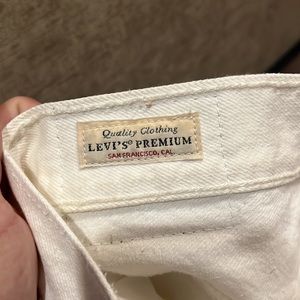 Quality Clothing
LEVI'S® PREMIUM
SAN FRANCISCO, CAL.